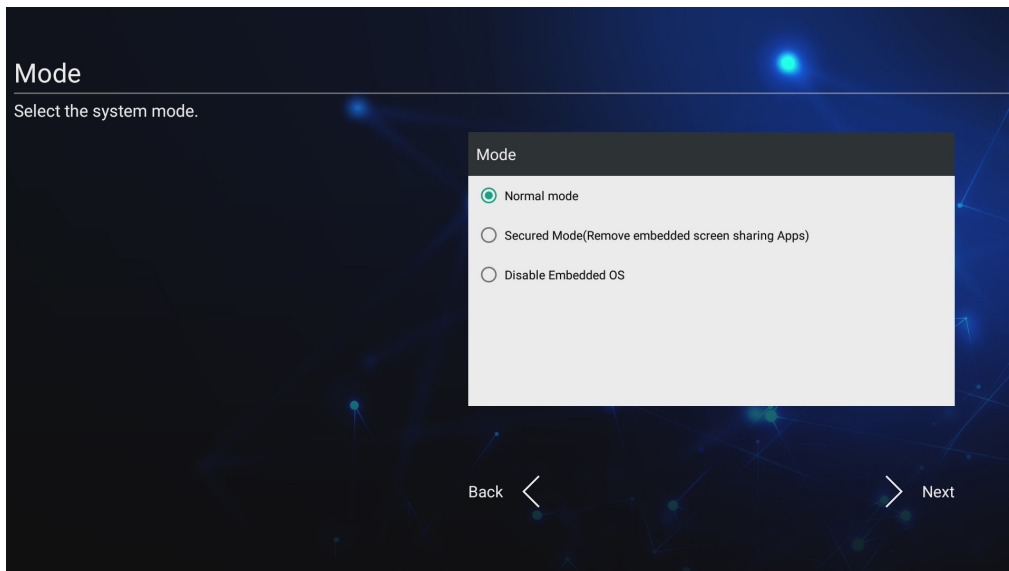 Mode
Select the system mode.
Mode
Normal mode
Secured Mode(Remove embedded screen sharing Apps)
Disable Embedded OS
Back
Next